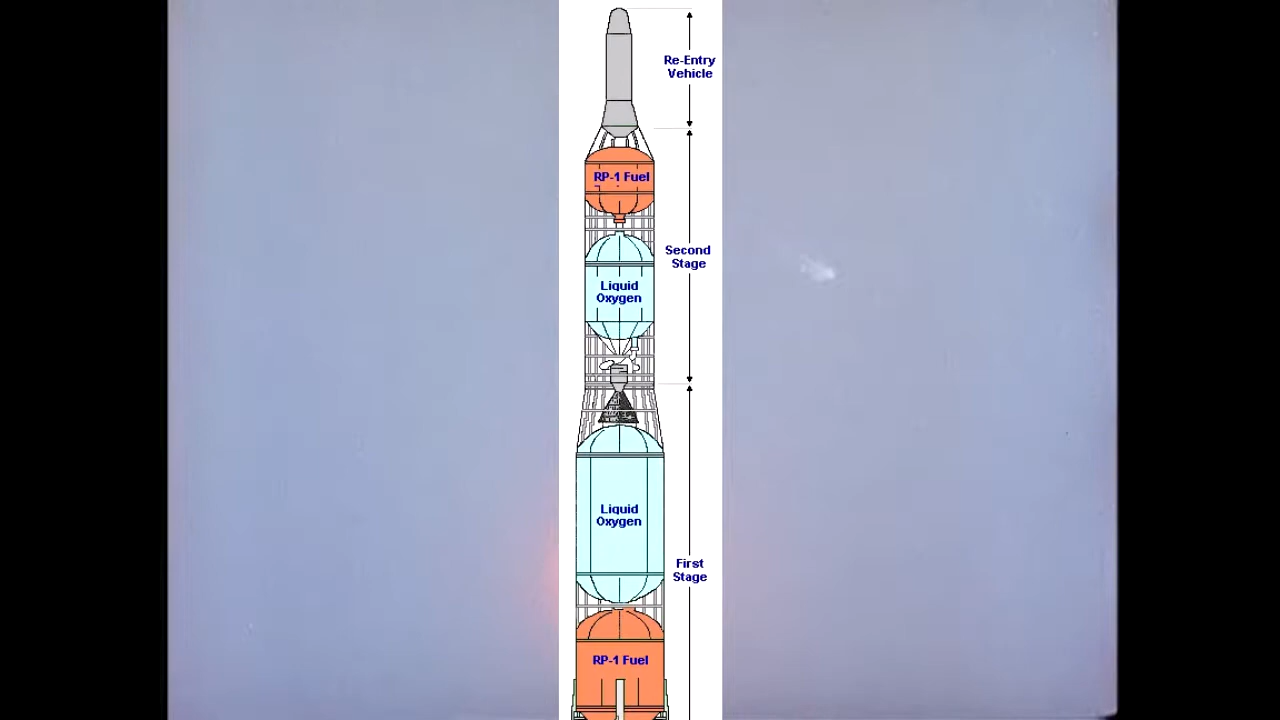 Re-Entry
Vehicle
RP-1 Fuel
Second
Stage
Liquid
Oxygen
Liquid
Oxygen
First
Stage
RP-1 Fuel